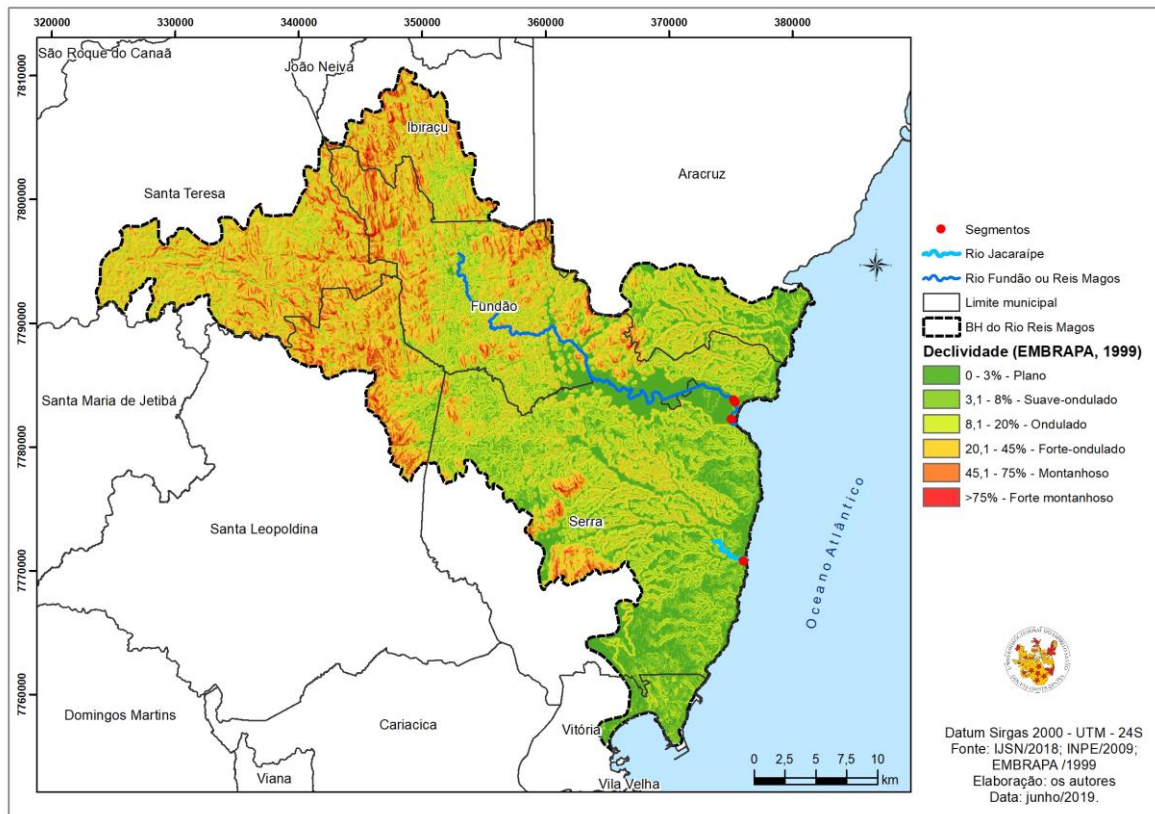 320000 330000 340000 350000 360000 370000 380000
7810000
7800000
7790000
7780000
7770000
7760000
São Roque do Canaã
João Neiva
Ibiraçu
Aracruz
Santa Teresa
Fundão
Santa Maria de Jetibá
Santa Leopoldina
Serra
Oceano Atlântico
Domingos Martins
Cariacica
Vitória
Viana
Vila Velha
0 2,5 5 7,5 10
km
Segmentos
Rio Jacaraípe
Rio Fundão ou Reis Magos
Limite municipal
BH do Rio Reis Magos
Declividade (EMBRAPA, 1999)
0 - 3% - Plano
3,1 - 8% - Suave-ondulado
8,1 - 20% - Ondulado
20,1 - 45% - Forte-ondulado
45,1 - 75% - Montanhoso
>75% - Forte montanhoso
Datum Sirgas 2000 - UTM - 24S
Fonte: IJSN/2018; INPE/2009;
EMBRAPA /1999
Elaboração: os autores
Data: junho/2019.